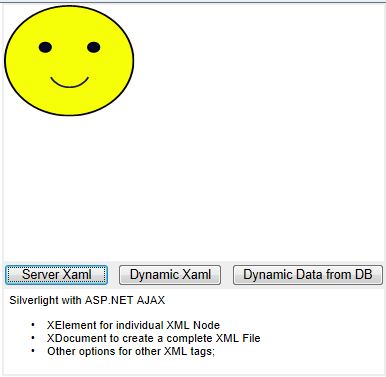 Server Xaml Dynamic Xaml Dynamic Data from DB
Silverlight with ASP.NET AJAX
• XElement for individual XML Node
• XDocument to create a complete XML File
• Other options for other XML tags;